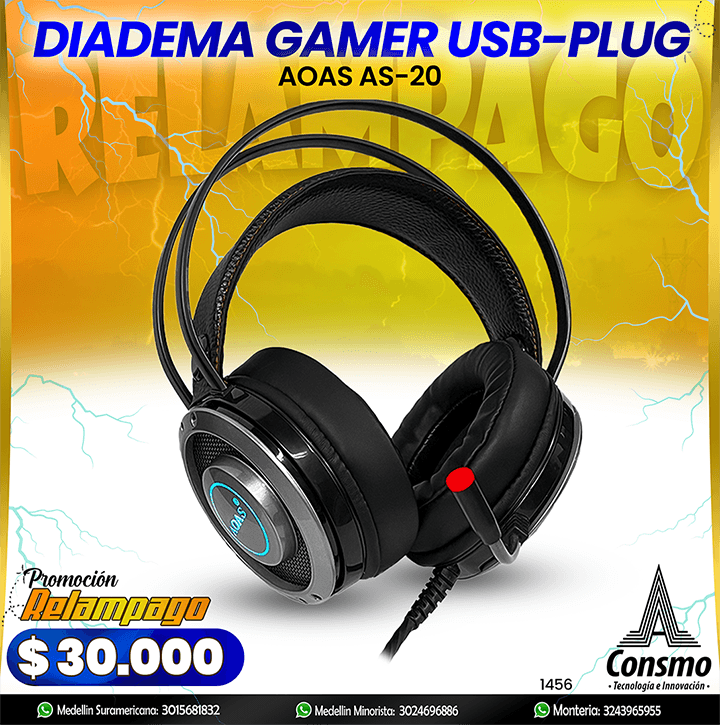 DIADEMA GAMER USB-PLUG
AOAS AS-20
RELAMPAGO
AOAS
Promoción
Relampago
$ 30.000
Consmo
• Tecnología e Innovación •
1456
Medellin Suramericana: 3015681832
Medellin Minorista: 3024696886
Monteria: 3243965955